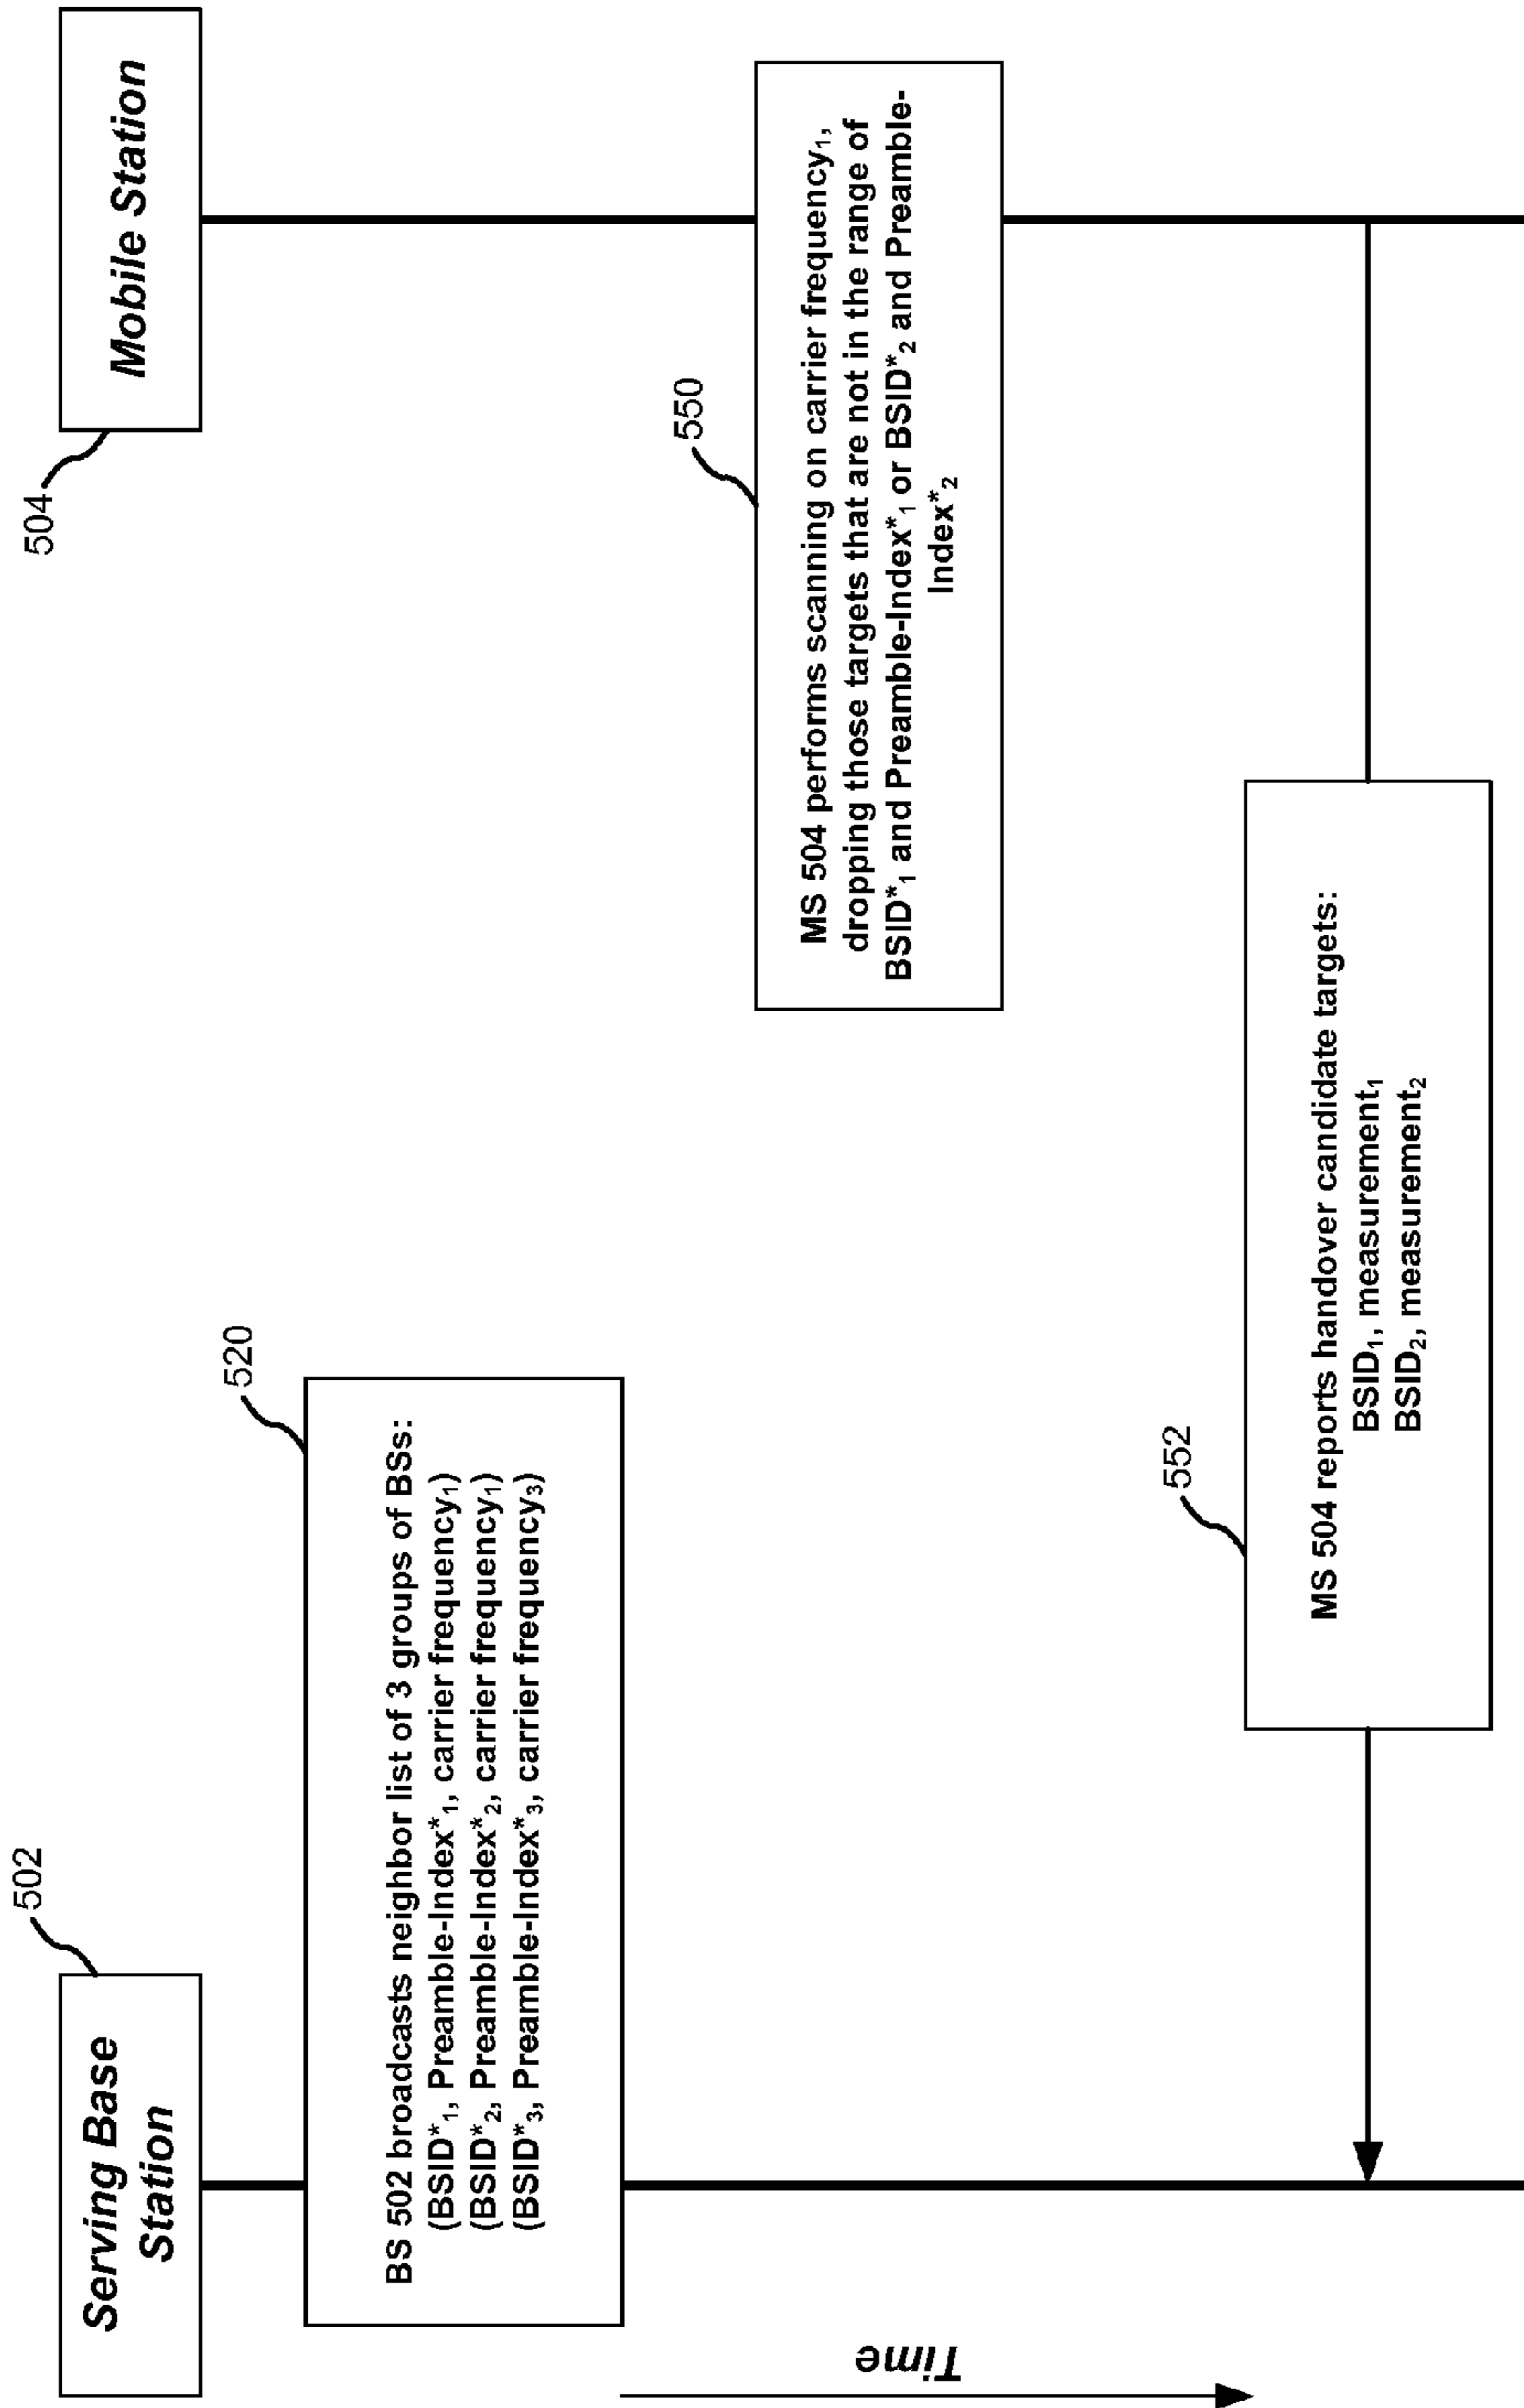 Serving Base
Station
502
Mobile Station
504
520
BS 502 broadcasts neighbor list of 3 groups of BSs:
(BSID*₁, Preamble-Index*₁, carrier frequency₁)
(BSID*₂, Preamble-Index*₂, carrier frequency₁)
(BSID*₃, Preamble-Index*₃, carrier frequency₃)
550
MS 504 performs scanning on carrier frequency₁,
dropping those targets that are not in the range of
BSID*₁ and Preamble-Index*₁ or BSID*₂ and Preamble-
Index*₂
Time
552
MS 504 reports handover candidate targets:
BSID₁, measurement₁
BSID₂, measurement₂